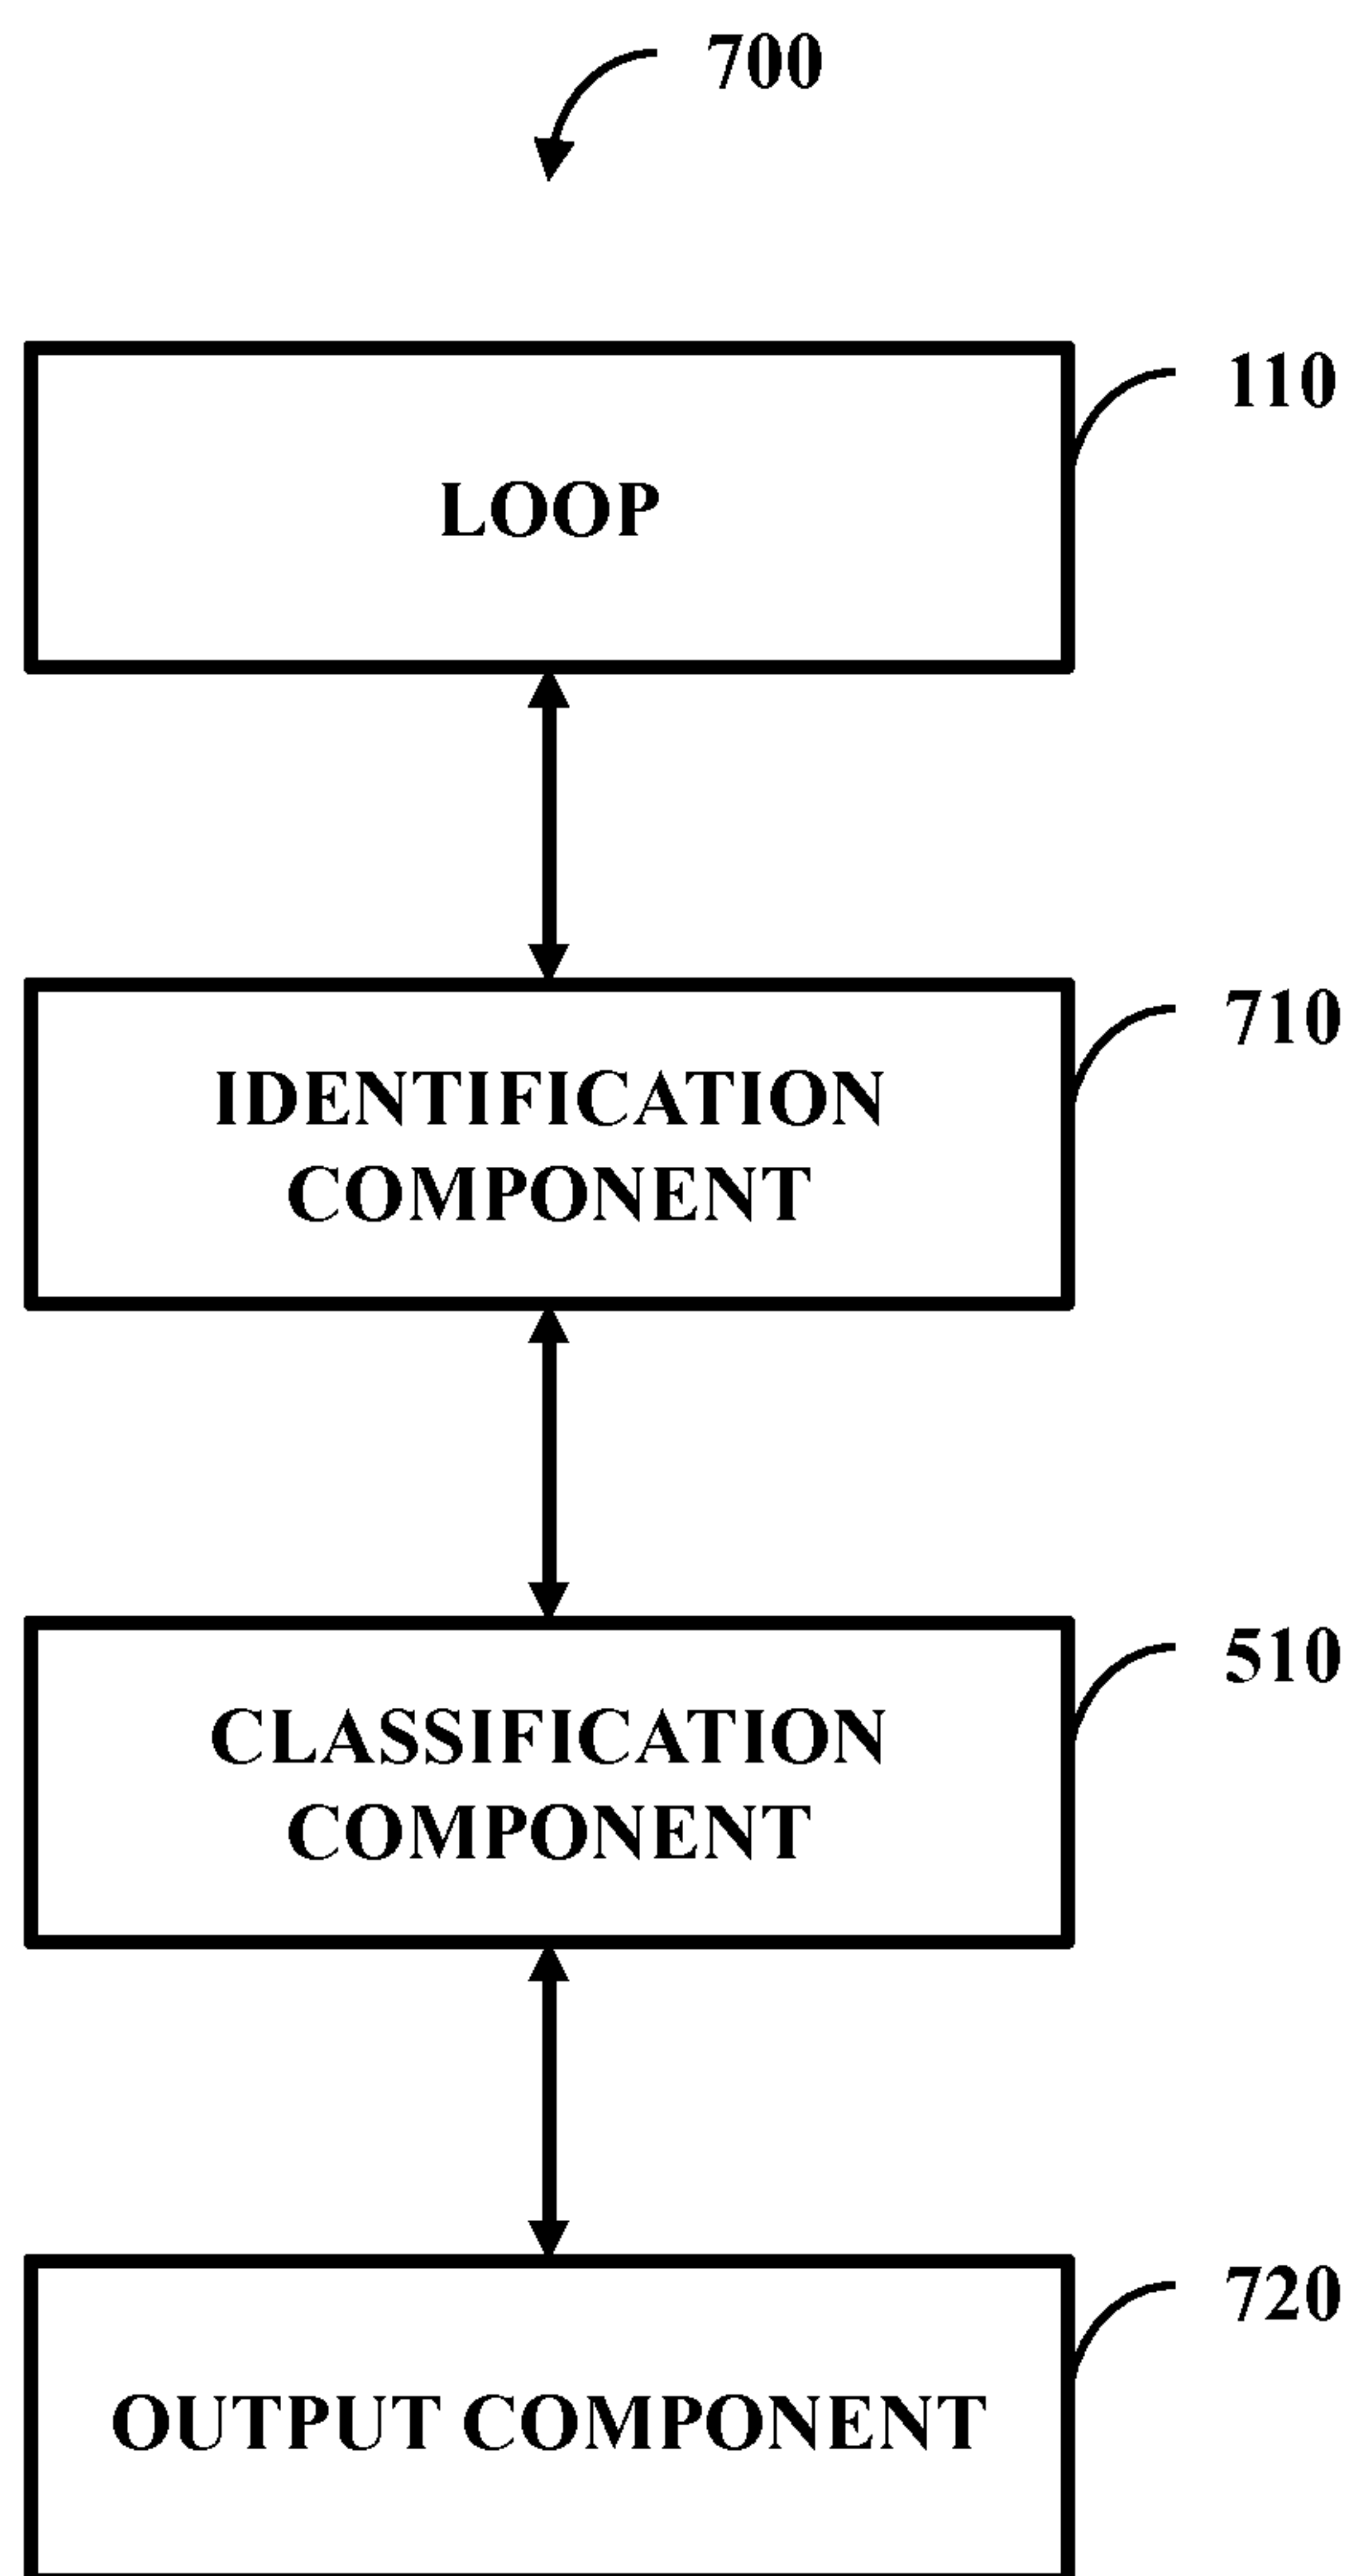 700
110
LOOP
710
IDENTIFICATION
COMPONENT
510
CLASSIFICATION
COMPONENT
720
OUTPUT COMPONENT